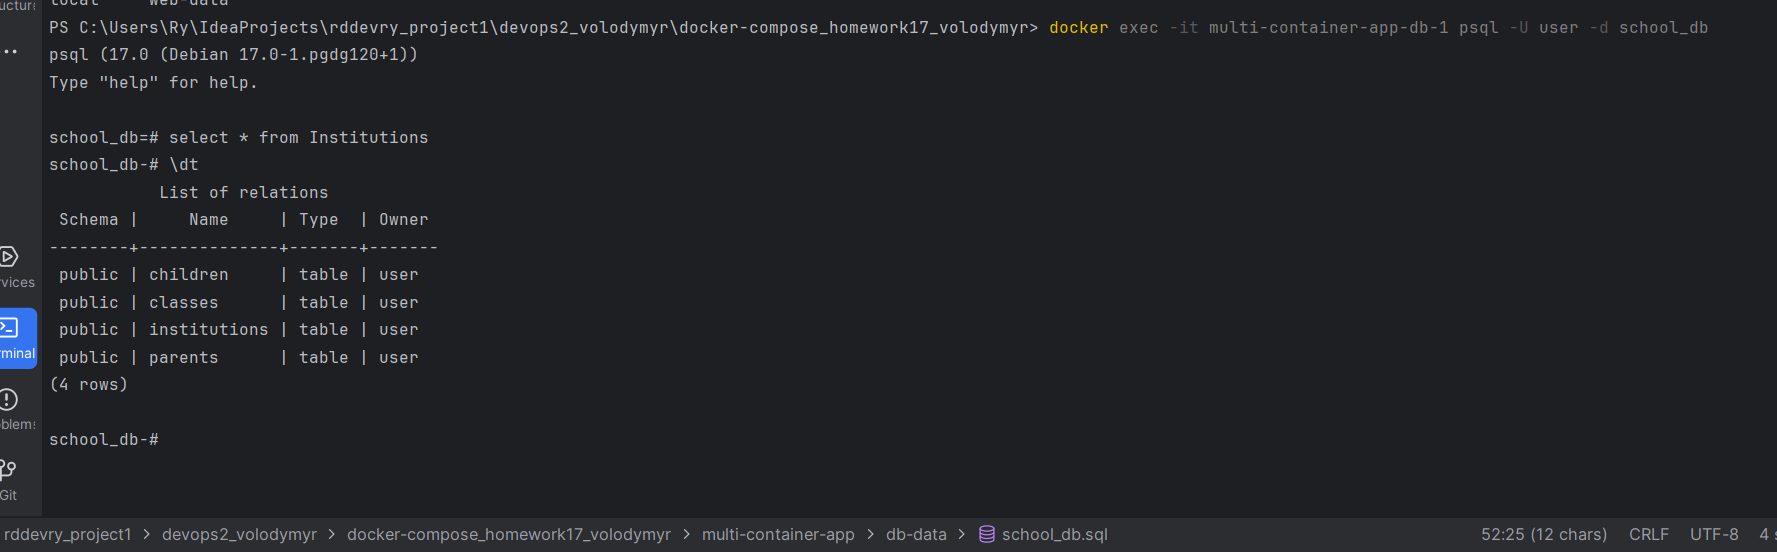 local     web-data
PS C:\Users\Ry\IdeaProjects\rddevry_project1\devops2_volodymyr\docker-compose_homework17_volodymyr> docker exec -it multi-container-app-db-1 psql -U user -d school_db
psql (17.0 (Debian 17.0-1.pgdg120+1))
Type "help" for help.
school_db=# select * from Institutions
school_db-# \dt
           List of relations
 Schema |     Name     | Type  | Owner
--------+--------------+-------+-------
 public | children     | table | user
 public | classes      | table | user
 public | institutions | table | user
 public | parents      | table | user
(4 rows)
school_db-#
Git
rddevry_project1 > devops2_volodymyr > docker-compose_homework17_volodymyr > multi-container-app > db-data > school_db.sql
52:25 (12 chars) CRLF UTF-8 4